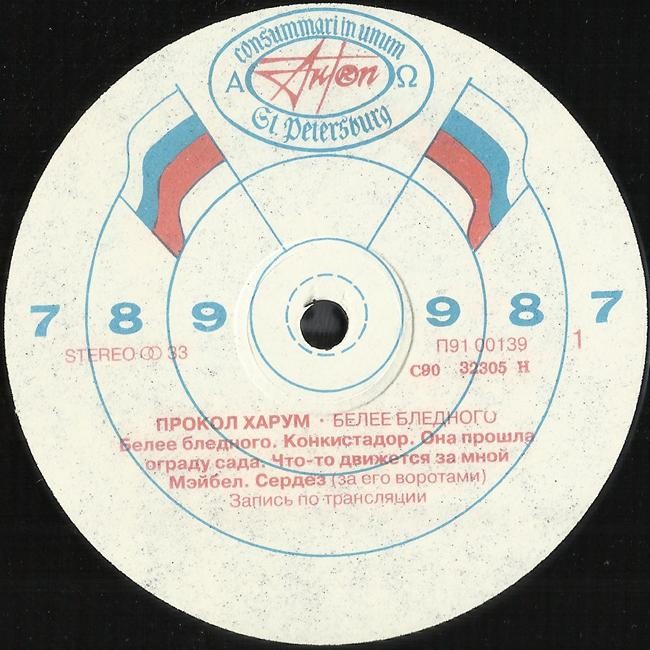 consummari in unum
Α АнтRоп Ω
St. Petersburg
7 8 9 9 8 7
STEREO 33
П91 00139 1
С90 32305 Н
ПРОКОЛ ХАРУМ · БЕЛЕЕ БЛЕДНОГО
Белее бледного. Конкистадор. Она прошла
ограду сада. Что-то движется за мной
Мэйбел. Сердез (за его воротами)
Запись по трансляции